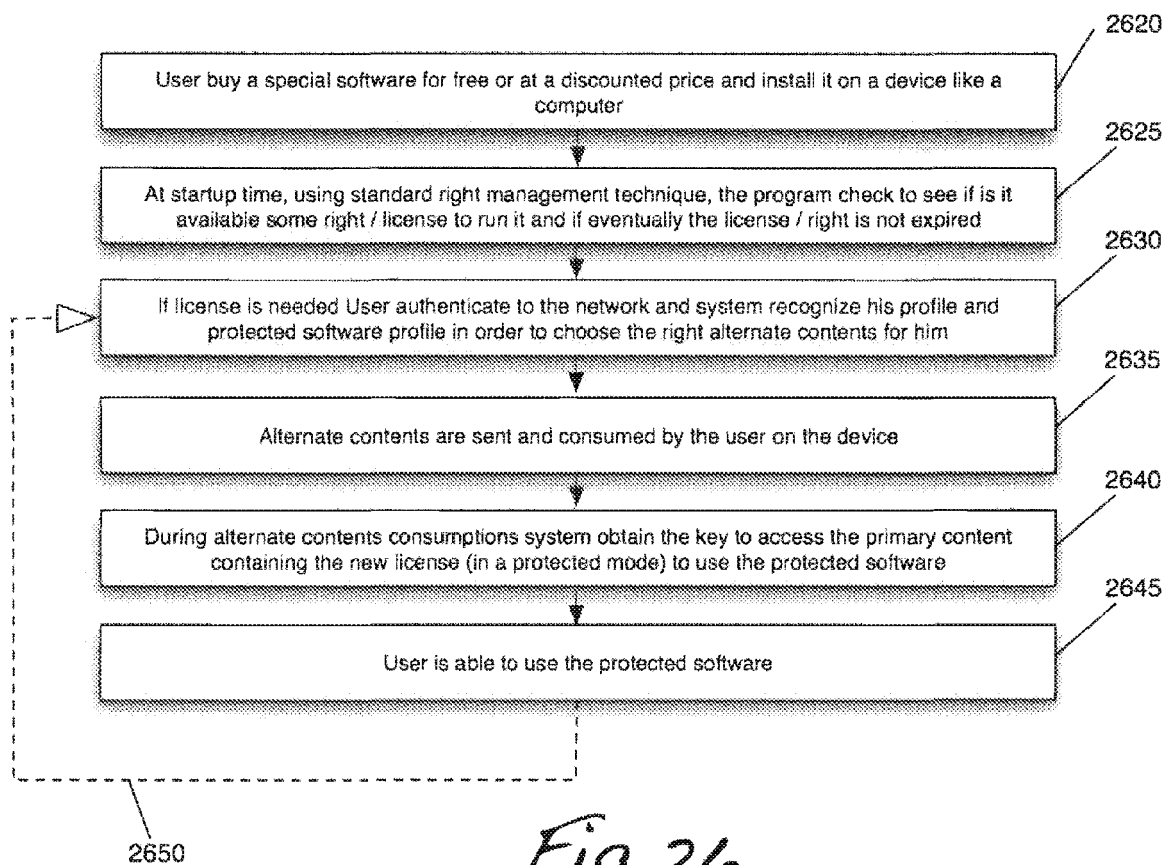 2620
User buy a special software for free or at a discounted price and install it on a device like a
computer
2625
At startup time, using standard right management technique, the program check to see if is it
available some right / license to run it and if eventually the license / right is not expired
2630
If license is needed User authenticate to the network and system recognize his profile and
protected software profile in order to choose the right alternate contents for him
2635
Alternate contents are sent and consumed by the user on the device
2640
During alternate contents consumptions system obtain the key to access the primary content
containing the new license (in a protected mode) to use the protected software
2645
User is able to use the protected software
2650
Fig. 26